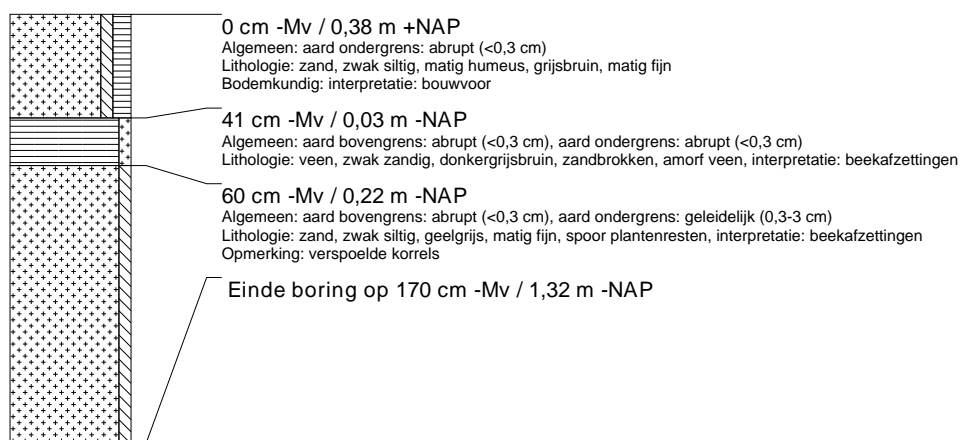 0 cm -Mv / 0,38 m +NAP
Algemeen: aard ondergrens: abrupt (<0,3 cm)
Lithologie: zand, zwak siltig, matig humeus, grijsbruin, matig fijn
Bodemkundig: interpretatie: bouwvoor
41 cm -Mv / 0,03 m -NAP
Algemeen: aard bovengrens: abrupt (<0,3 cm), aard ondergrens: abrupt (<0,3 cm)
Lithologie: veen, zwak zandig, donkergrijsbruin, zandbrokken, amorf veen, interpretatie: beekafzettingen
60 cm -Mv / 0,22 m -NAP
Algemeen: aard bovengrens: abrupt (<0,3 cm), aard ondergrens: geleidelijk (0,3-3 cm)
Lithologie: zand, zwak siltig, geelgrijs, matig fijn, spoor plantenresten, interpretatie: beekafzettingen
Opmerking: verspoelde korrels
Einde boring op 170 cm -Mv / 1,32 m -NAP